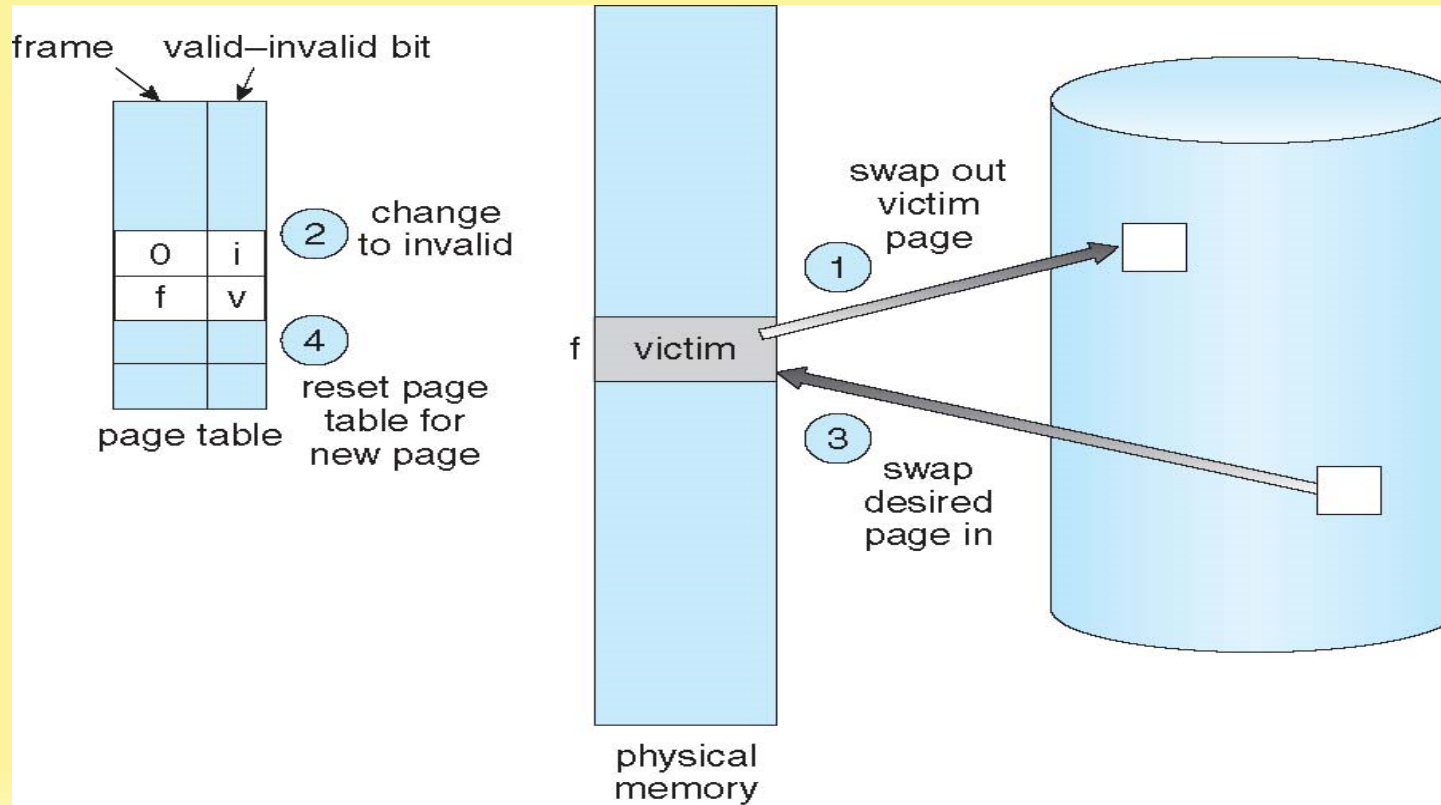 frame
valid–invalid bit
0 i
f v
page table
2
change
to invalid
4
reset page
table for
new page
f
victim
physical
memory
1
swap out
victim
page
3
swap
desired
page in